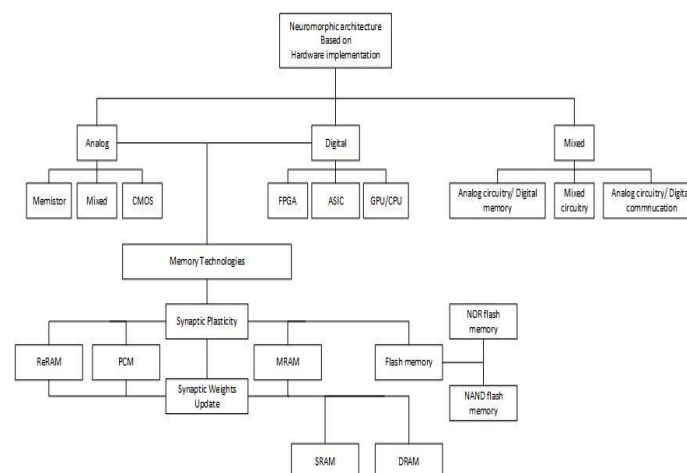 Neuromorphic architecture
Based on
Hardware implementation
Analog
Digital
Mixed
Memistor
Mixed
CMOS
FPGA
ASIC
GPU/CPU
Analog circuitry/ Digital
memory
Mixed
circuitry
Analog circuitry/ Digital
commnucation
Memory Technologies
Synaptic Plasticity
NOR flash
memory
ReRAM
PCM
MRAM
Flash memory
Synaptic Weights
Update
NAND flash
memory
SRAM
DRAM